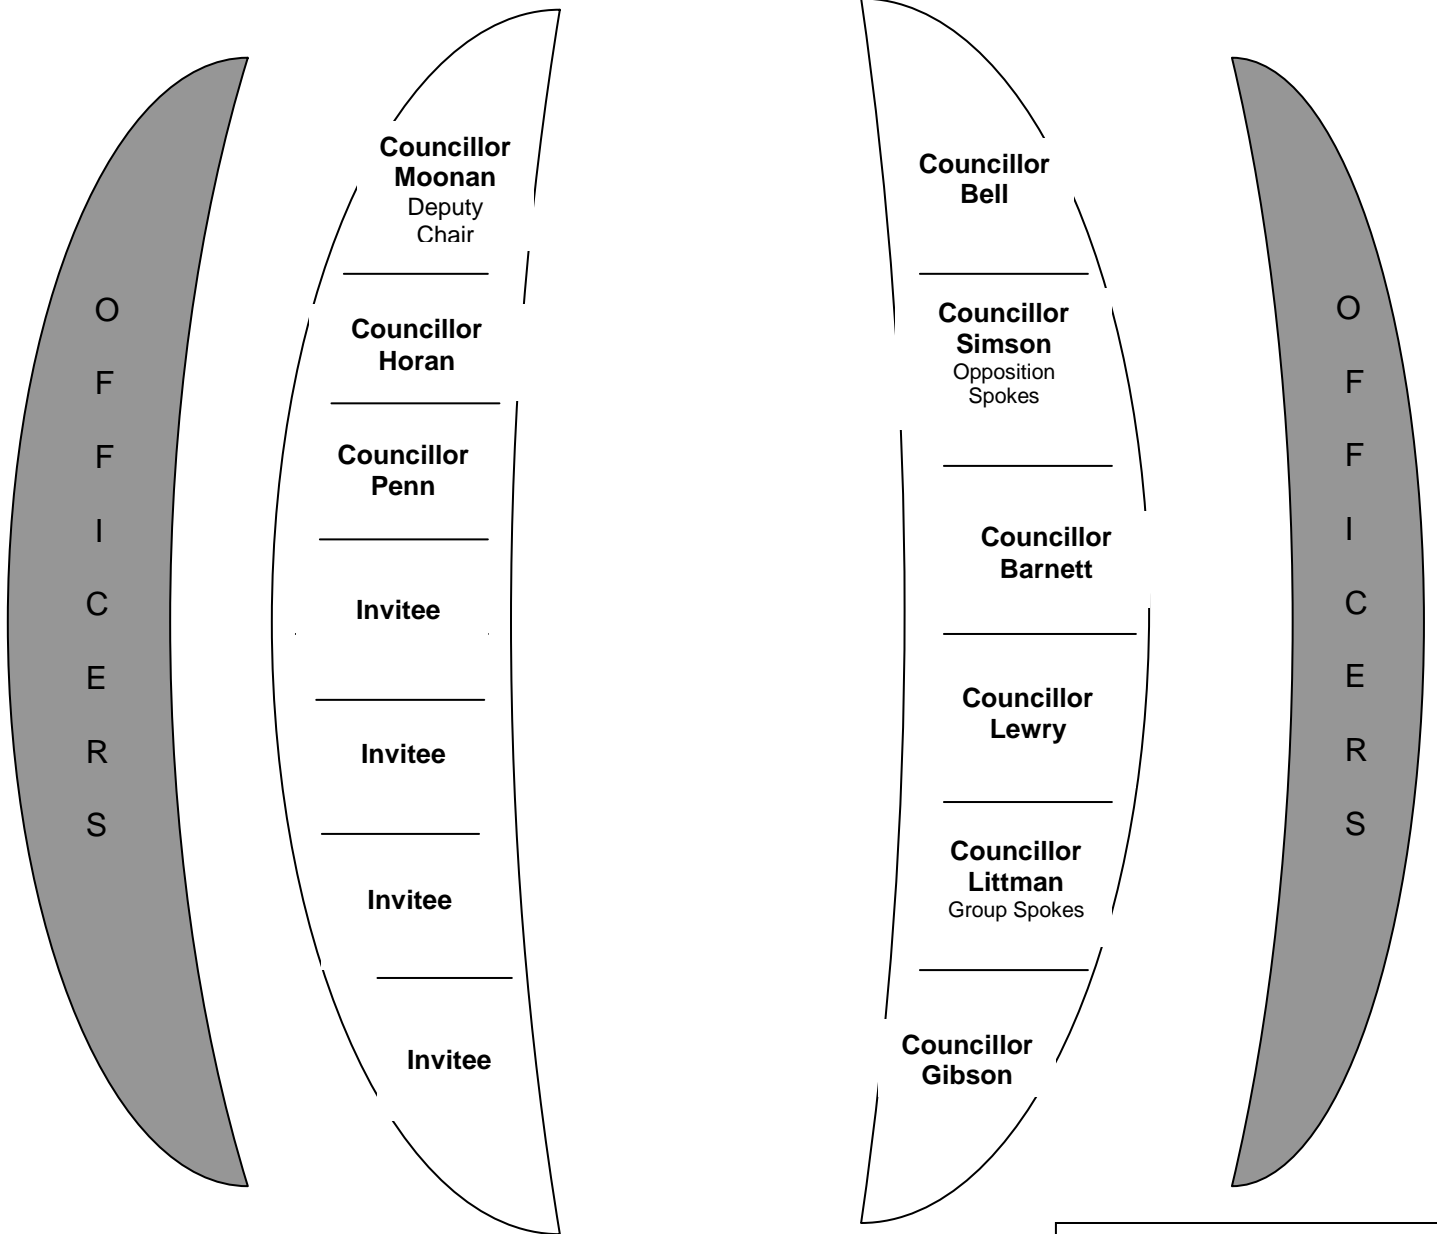 O
F
F
I
C
E
R
S
Councillor
Moonan
Deputy
Chair
Councillor
Horan
Councillor
Penn
Invitee
Invitee
Invitee
Invitee
Councillor
Bell
Councillor
Simson
Opposition
Spokes
Councillor
Barnett
Councillor
Lewry
Councillor
Littman
Group Spokes
Councillor
Gibson
O
F
F
I
C
E
R
S